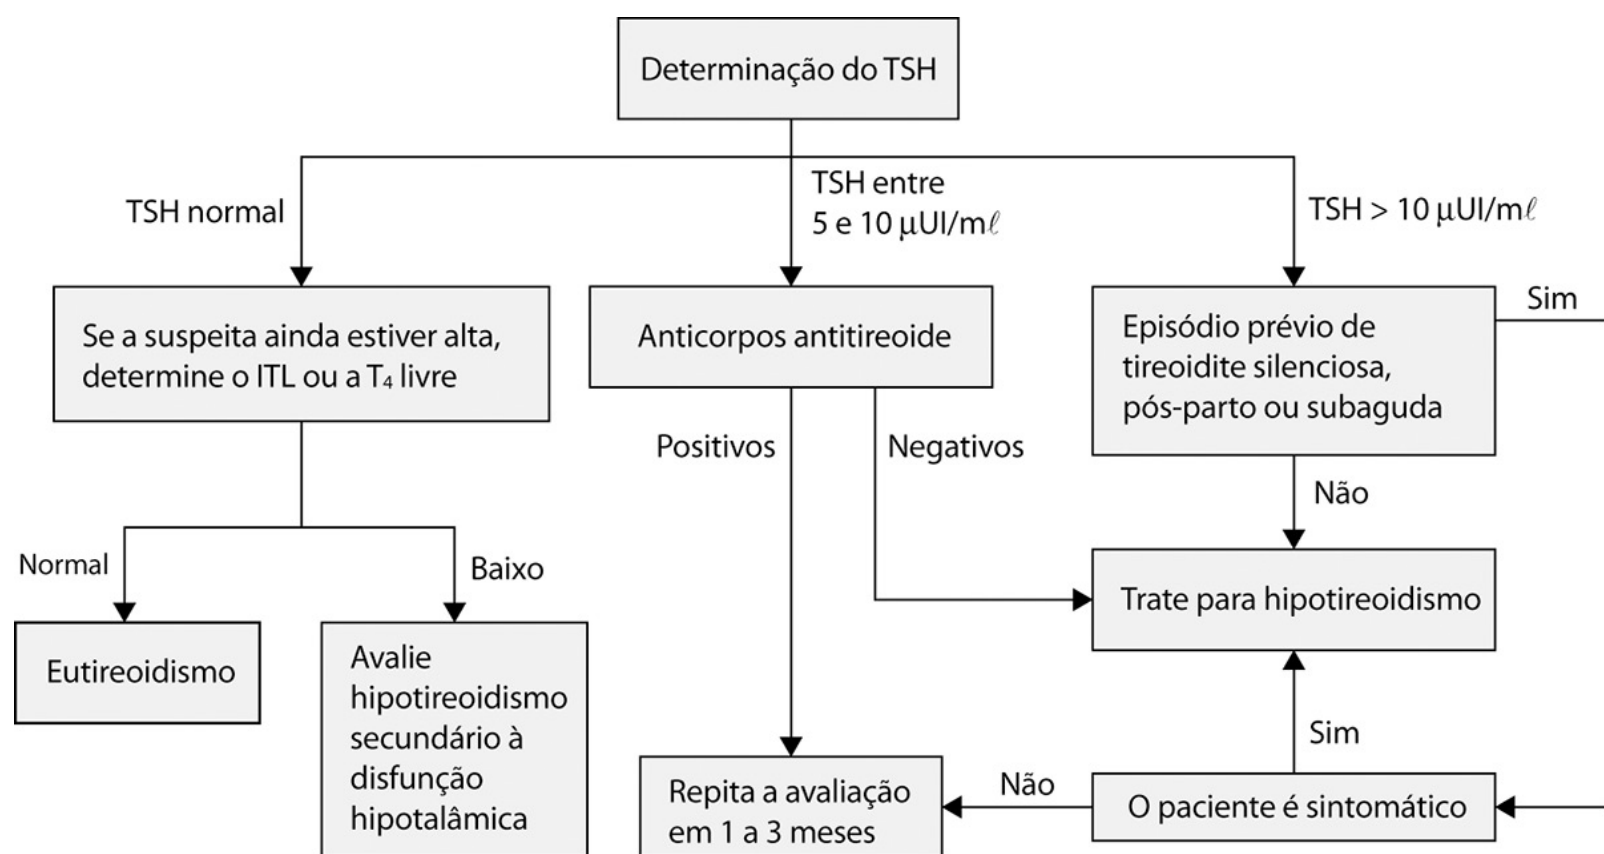 Determinação do TSH
TSH normal
TSH entre
5 e 10 μUI/mℓ
TSH > 10 μUI/mℓ
Se a suspeita ainda estiver alta,
determine o ITL ou a T₄ livre
Anticorpos antitireoide
Episódio prévio de
tireoidite silenciosa,
pós-parto ou subaguda
Sim
Positivos
Negativos
Não
Normal
Baixo
Trate para hipotireoidismo
Eutireoidismo
Avalie
hipotireoidismo
secundário à
disfunção
hipotalâmica
Sim
Repita a avaliação
em 1 a 3 meses
Não
O paciente é sintomático